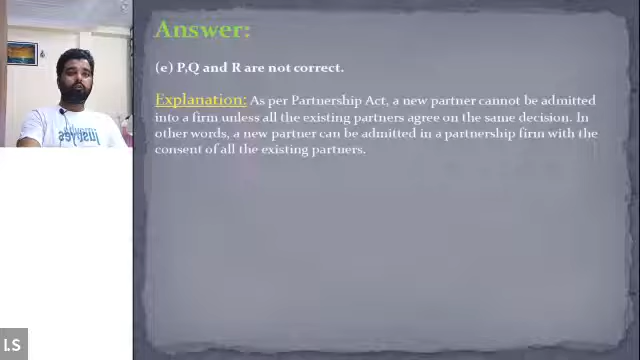 Answer:
(e) P,Q and R are not correct.
Explanation: As per Partnership Act, a new partner cannot be admitted
into a firm unless all the existing partners agree on the same decision. In
other words, a new partner can be admitted in a partnership firm with the
consent of all the existing partners.
I.S